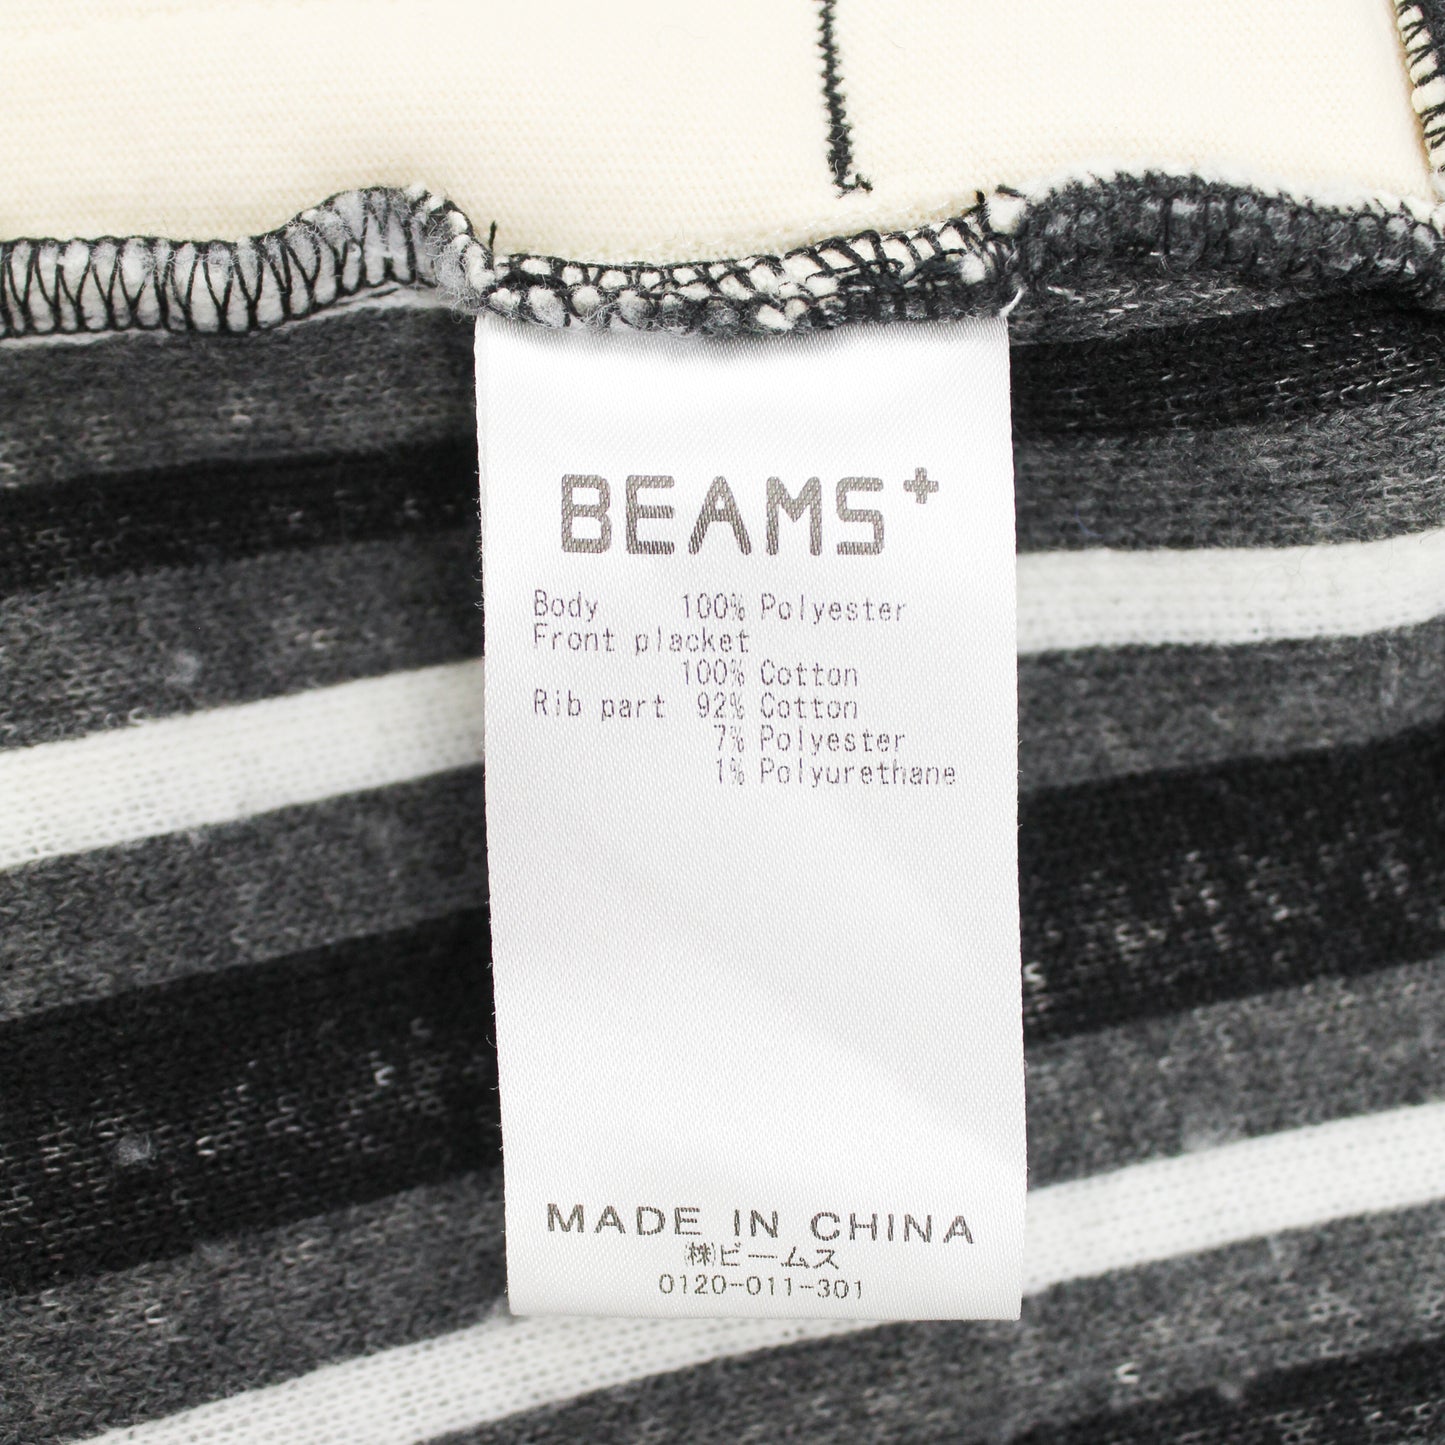 BEAMS+
Body 100% Polyester
Front placket
100% Cotton
Rib part 92% Cotton
7% Polyester
1% Polyurethane
MADE IN CHINA
㈱ビームス
0120-011-301